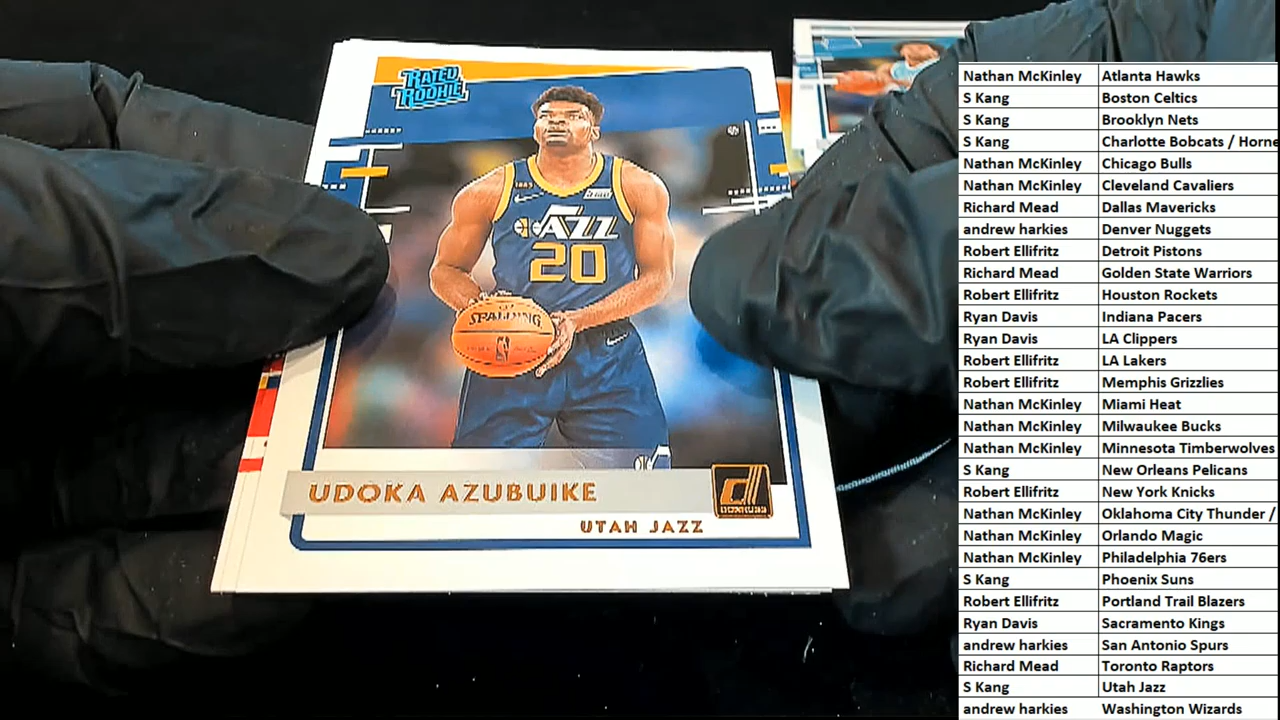 RATED
ROOKIE
JAZZ
20
SPALDING
UDOKA AZUBUIKE
DONRUSS
UTAH JAZZ
Nathan McKinley Atlanta Hawks
S Kang Boston Celtics
S Kang Brooklyn Nets
S Kang Charlotte Bobcats / Horne
Nathan McKinley Chicago Bulls
Nathan McKinley Cleveland Cavaliers
Richard Mead Dallas Mavericks
andrew harkies Denver Nuggets
Robert Ellifritz Detroit Pistons
Richard Mead Golden State Warriors
Robert Ellifritz Houston Rockets
Ryan Davis Indiana Pacers
Ryan Davis LA Clippers
Robert Ellifritz LA Lakers
Robert Ellifritz Memphis Grizzlies
Nathan McKinley Miami Heat
Nathan McKinley Milwaukee Bucks
Nathan McKinley Minnesota Timberwolves
S Kang New Orleans Pelicans
Robert Ellifritz New York Knicks
Nathan McKinley Oklahoma City Thunder /
Nathan McKinley Orlando Magic
Nathan McKinley Philadelphia 76ers
S Kang Phoenix Suns
Robert Ellifritz Portland Trail Blazers
Ryan Davis Sacramento Kings
andrew harkies San Antonio Spurs
Richard Mead Toronto Raptors
S Kang Utah Jazz
andrew harkies Washington Wizards